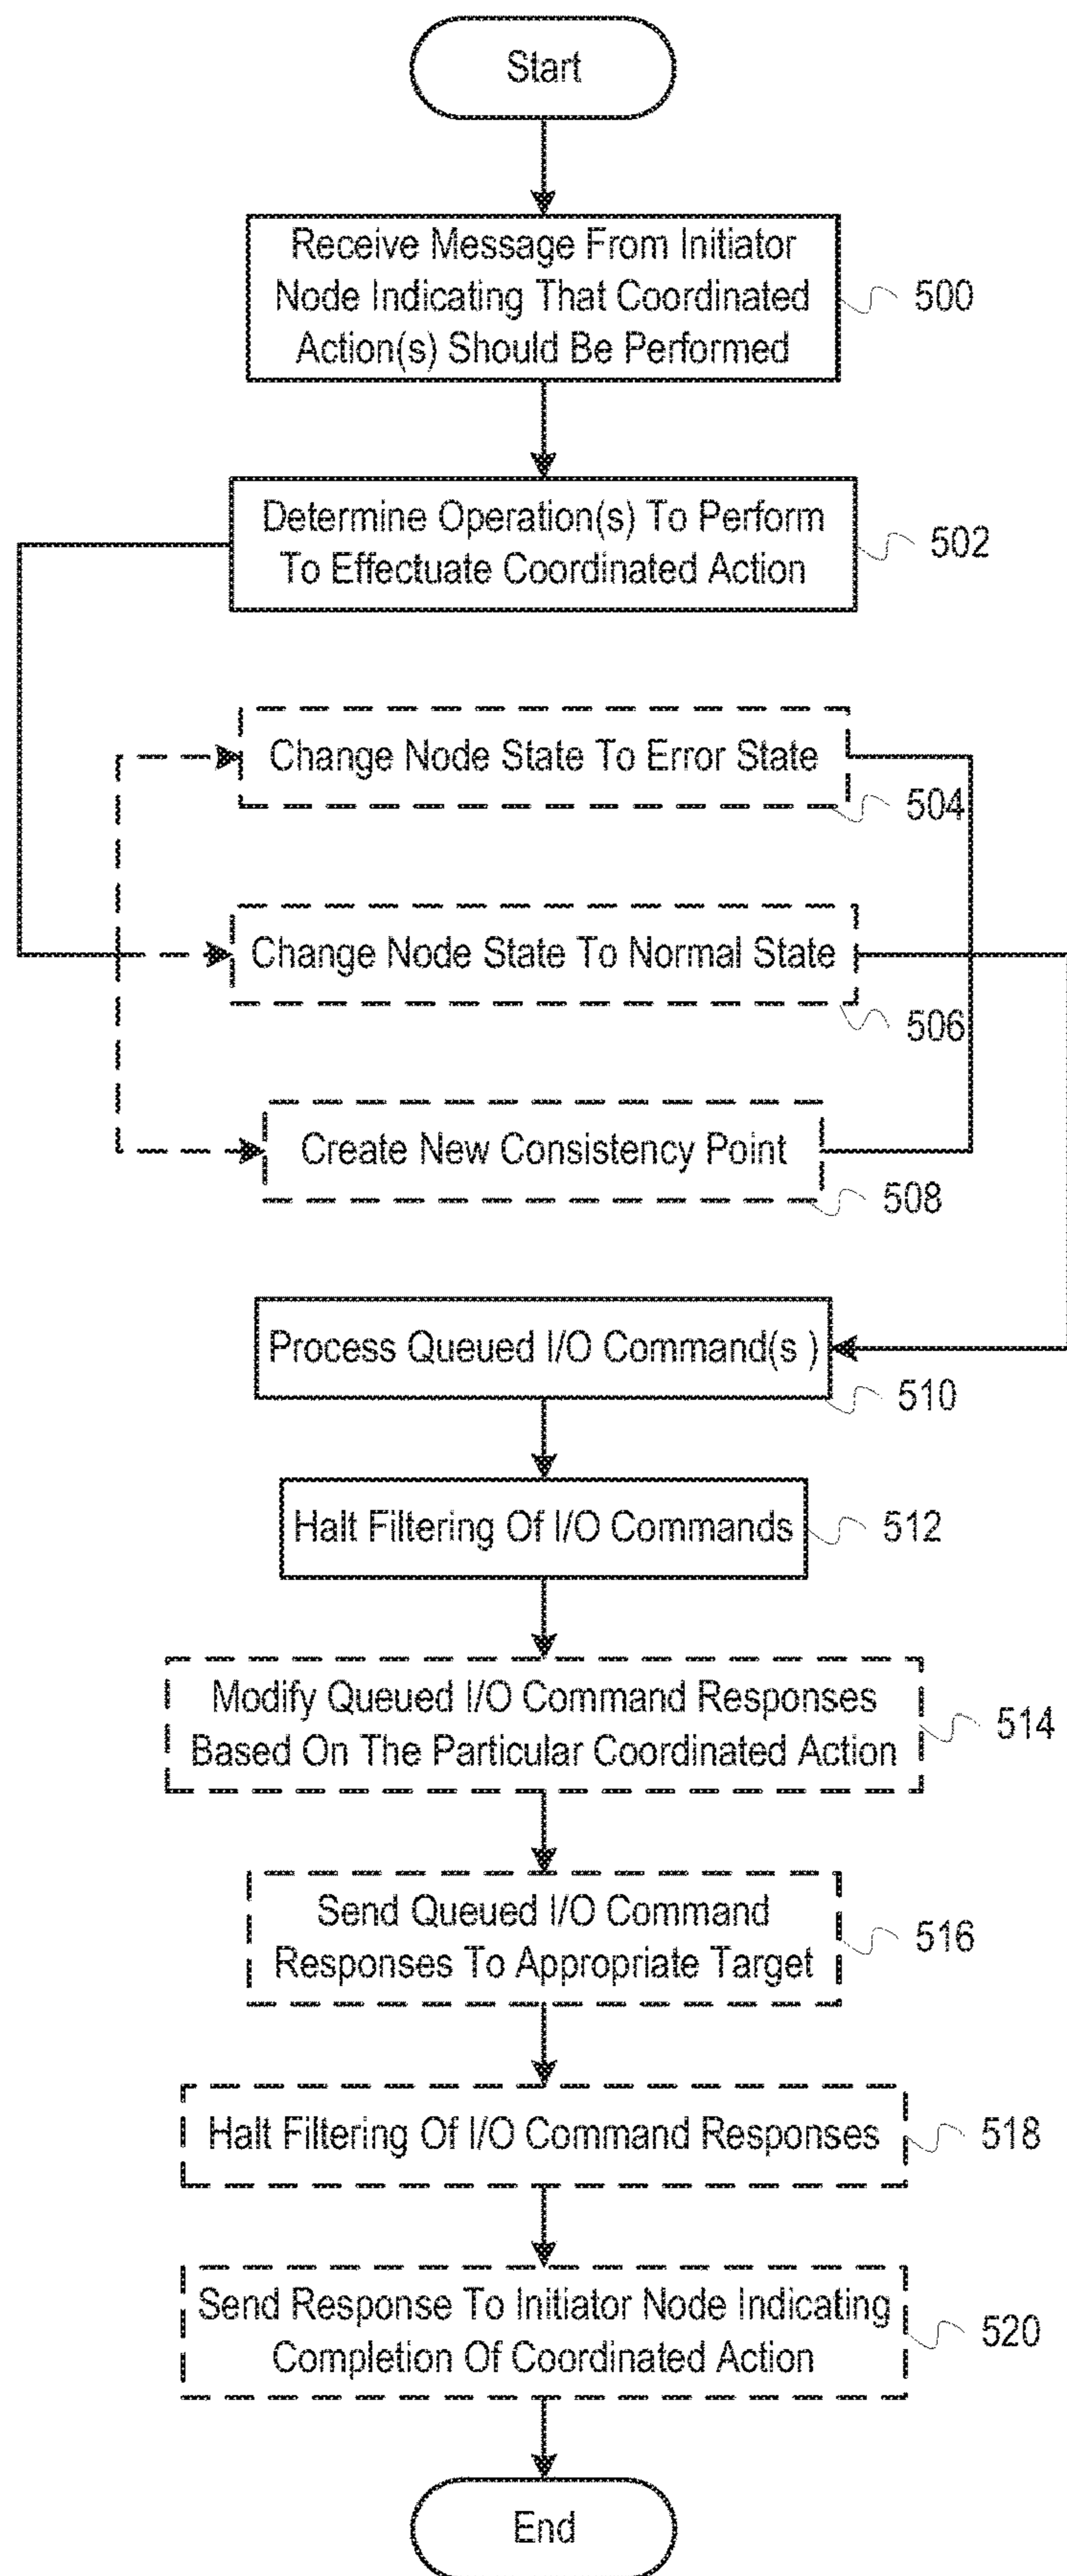 Start
Receive Message From Initiator
Node Indicating That Coordinated
Action(s) Should Be Performed
500
Determine Operation(s) To Perform
To Effectuate Coordinated Action
502
Change Node State To Error State
504
Change Node State To Normal State
506
Create New Consistency Point
508
Process Queued I/O Command(s )
510
Halt Filtering Of I/O Commands
512
Modify Queued I/O Command Responses
Based On The Particular Coordinated Action
514
Send Queued I/O Command
Responses To Appropriate Target
516
Halt Filtering Of I/O Command Responses
518
Send Response To Initiator Node Indicating
Completion Of Coordinated Action
520
End